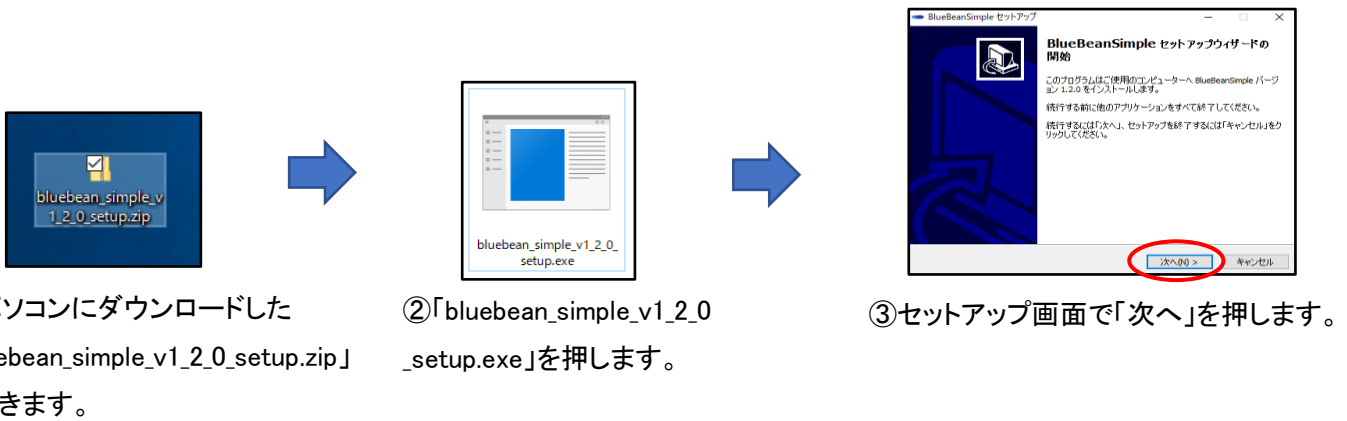 bluebean_simple_v
1_2_0_setup.zip
パソコンにダウンロードした
ebean_simple_v1_2_0_setup.zip」
きます。
bluebean_simple_v1_2_0_
setup.exe
②「bluebean_simple_v1_2_0
_setup.exe」を押します。
BlueBeanSimple セットアップ
BlueBeanSimple セットアップウィザードの
開始
このプログラムはご使用のコンピューターへ BlueBeanSimple バージ
ョン 1.2.0 をインストールします。
続行する前に他のアプリケーションをすべて終了してください。
続行するには「次へ」、セットアップを終了するには「キャンセル」をク
リックしてください。
次へ(N) >
キャンセル
③セットアップ画面で「次へ」を押します。